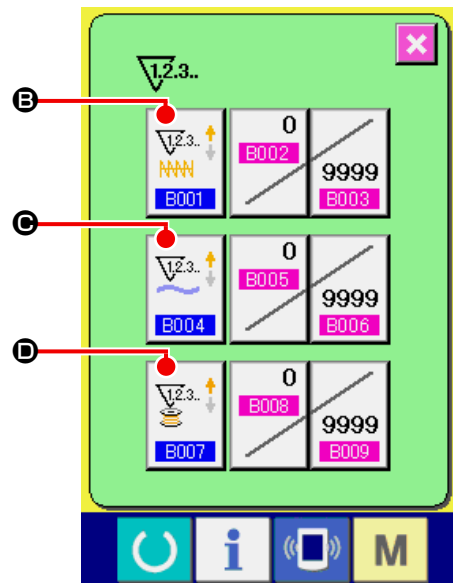 1,2,3..
B
1,2,3.. 0
B002
9999
B001 B003
C
1,2,3.. 0
B005
9999
B004 B006
D
1,2,3.. 0
B008
9999
B007 B009
i M